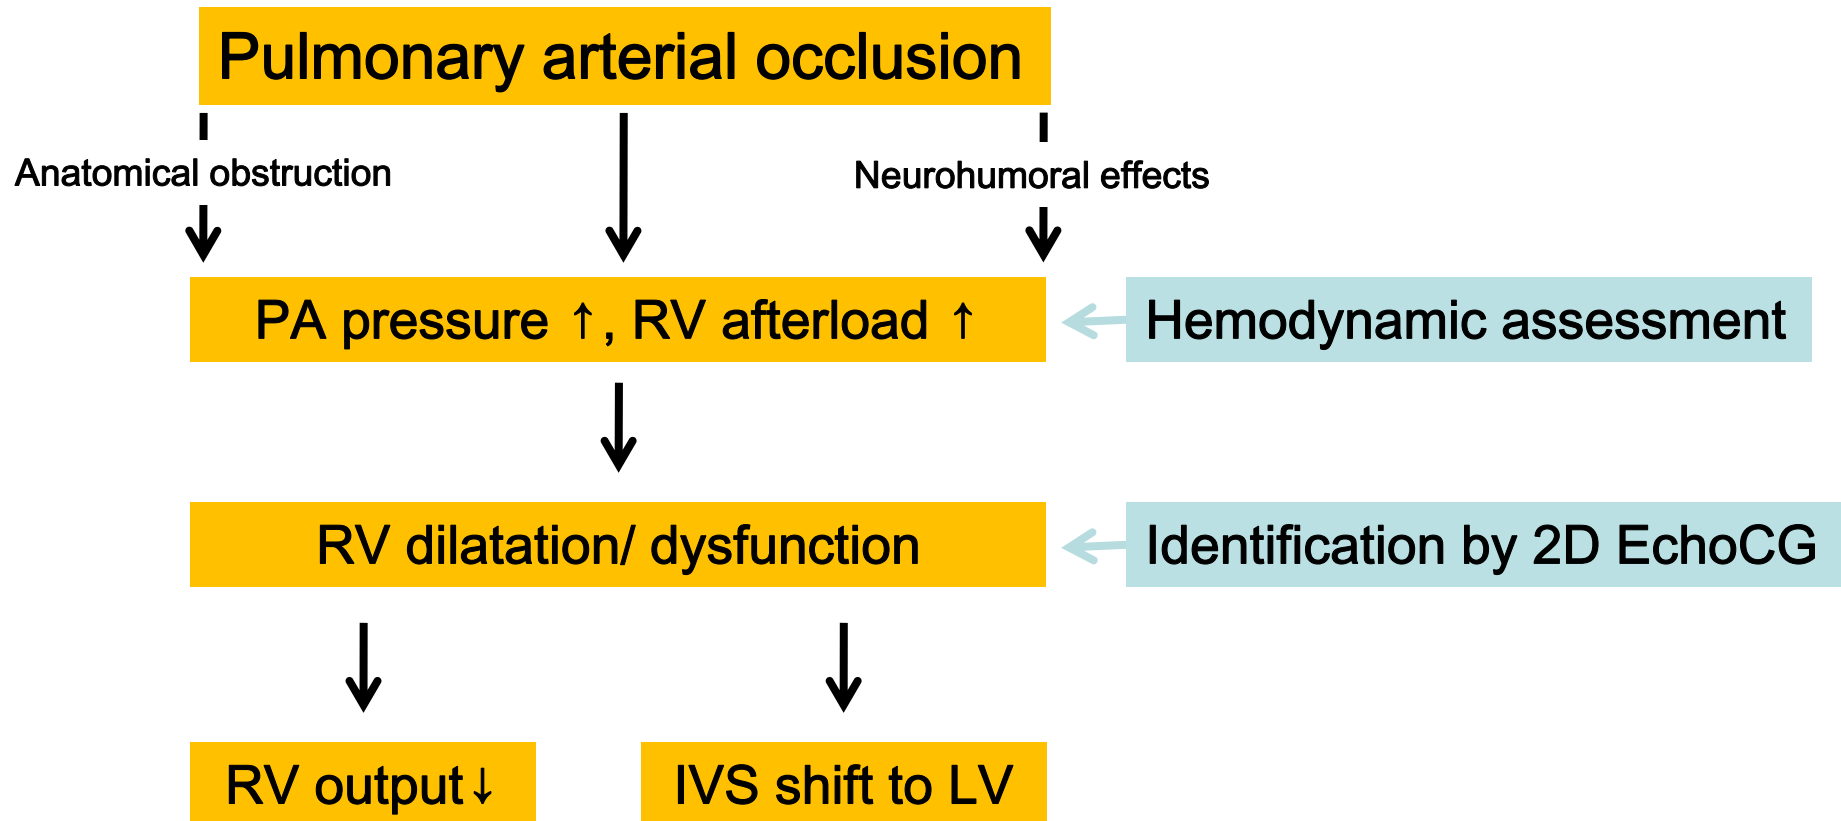 Pulmonary arterial occlusion
Anatomical obstruction
Neurohumoral effects
PA pressure ↑, RV afterload ↑
Hemodynamic assessment
RV dilatation/ dysfunction
Identification by 2D EchoCG
RV output↓
IVS shift to LV